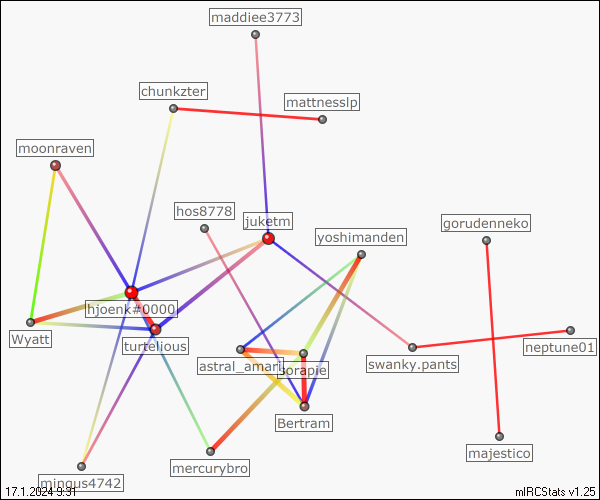 maddiee3773
chunkzter
mattnesslp
moonraven
hos8778
juketm
gorudenneko
yoshimanden
hjoenk#0000
Wyatt
turtelious
neptune01
astral_amari
sorapie
swanky.pants
Bertram
majestico
mercurybro
mingus4742
17.1.2024 9:31
mIRCStats v1.25